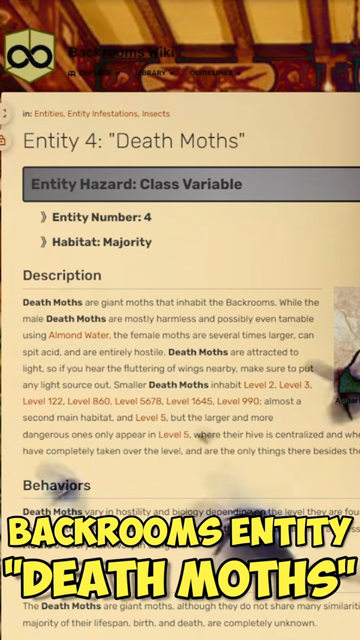 Backrooms Wiki
EXPLORE LIBRARY GUIDELINES
in: Entities, Entity Infestations, Insects
Entity 4: "Death Moths"
Entity Hazard: Class Variable
》 Entity Number: 4
》 Habitat: Majority
Description
Death Moths are giant moths that inhabit the Backrooms. While the
male Death Moths are mostly harmless and possibly even tamable
using Almond Water, the female moths are several times larger, can
spit acid, and are entirely hostile. Death Moths are attracted to
light, so if you hear the fluttering of wings nearby, make sure to put
any light source out. Smaller Death Moths inhabit Level 2, Level 3,
Level 122, Level 860, Level 5678, Level 1645, Level 990; almost a
second main habitat, and Level 5, but the larger and more
dangerous ones only appear in Level 5, where their hive is centralized and whe
have completely taken over the level, and are the only things there besides the
Behaviors
Death Moths vary in hostility and biology depending on the level they are fou
BACKROOMS ENTITY
"DEATH MOTHS"
The Death Moths are giant moths, although they do not share many similariti
majority of their lifespan, birth, and death, are completely unknown.